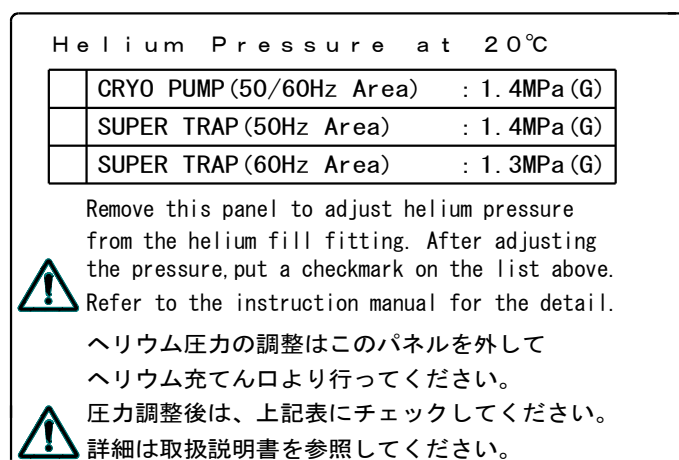 Helium Pressure at 20℃
CRYO PUMP(50/60Hz Area) :1.4MPa(G)
SUPER TRAP(50Hz Area) :1.4MPa(G)
SUPER TRAP(60Hz Area) :1.3MPa(G)
Remove this panel to adjust helium pressure
from the helium fill fitting. After adjusting
the pressure,put a checkmark on the list above.
Refer to the instruction manual for the detail.
ヘリウム圧力の調整はこのパネルを外して
ヘリウム充てん口より行ってください。
圧力調整後は、上記表にチェックしてください。
詳細は取扱説明書を参照してください。